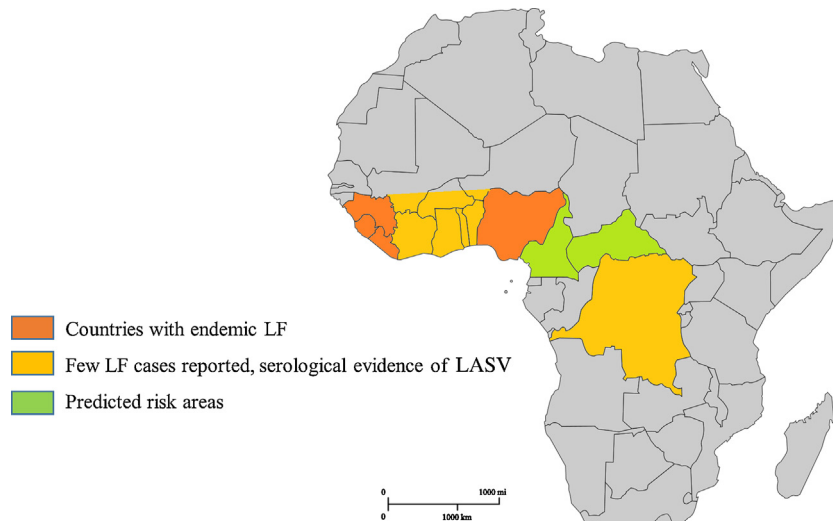 Countries with endemic LF
Few LF cases reported, serological evidence of LASV
Predicted risk areas
0 1000 mi
0 1000 km